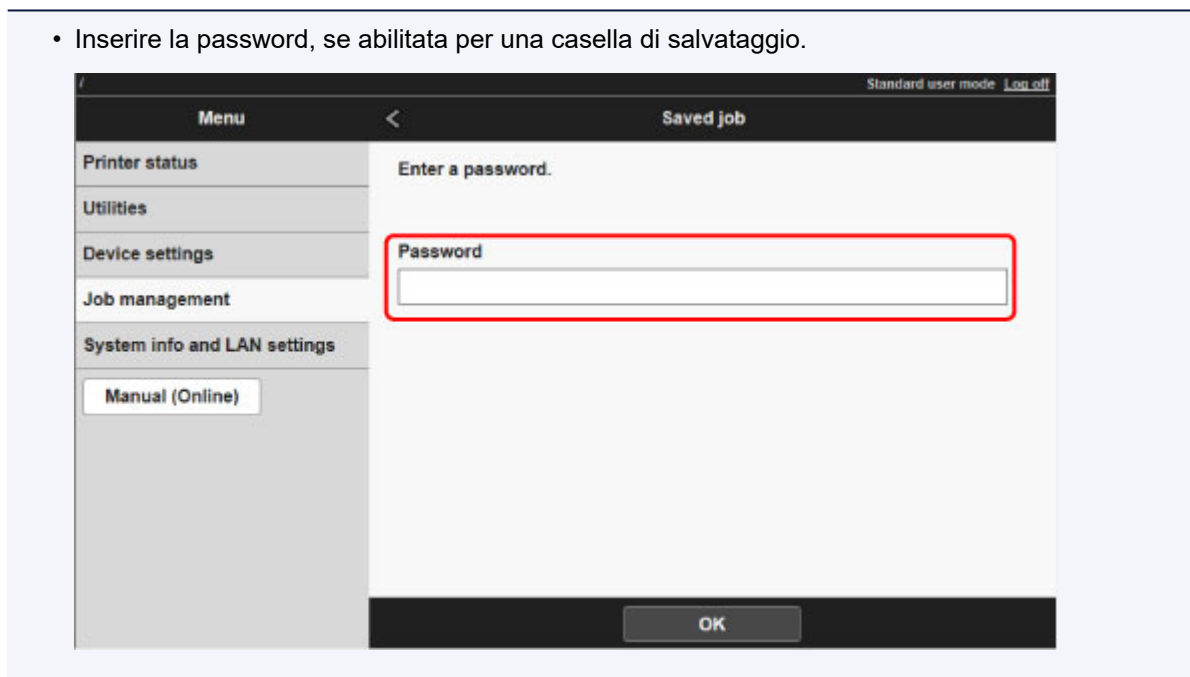 • Inserire la password, se abilitata per una casella di salvataggio.
/
Standard user mode Log off
Menu
< Saved job
Printer status
Utilities
Device settings
Job management
System info and LAN settings
Manual (Online)
Enter a password.
Password
OK